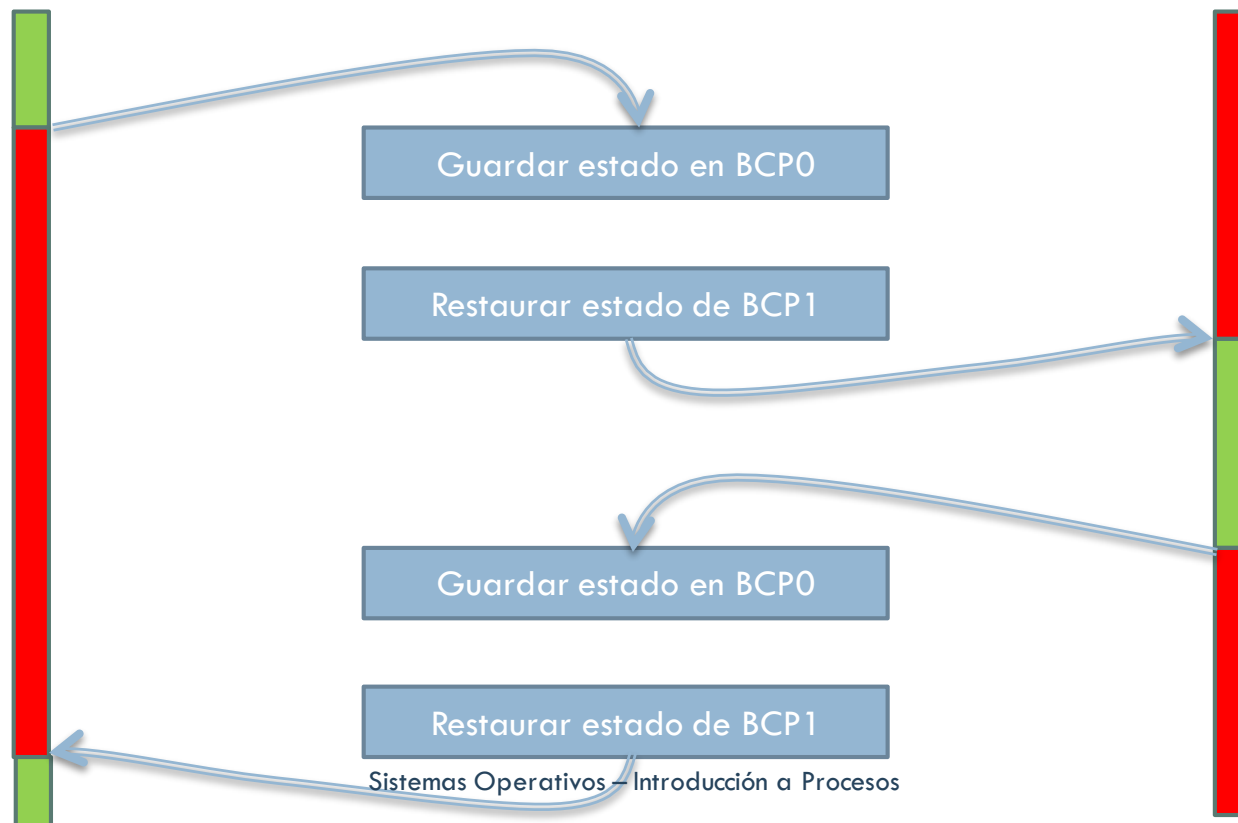 Guardar estado en BCP0
Restaurar estado de BCP1
Guardar estado en BCP0
Restaurar estado de BCP1
Sistemas Operativos – Introducción a Procesos